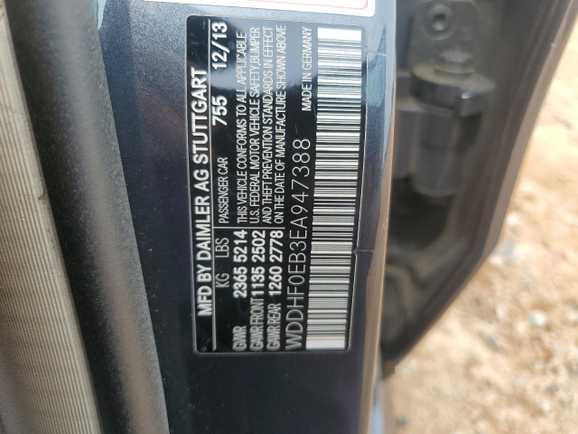 MFD BY DAIMLER AG STUTTGART
KG LBS PASSENGER CAR 755 12/13
GVWR 2365 5214 THIS VEHICLE CONFORMS TO ALL APPLICABLE
GAWR FRONT 1135 2502 U.S. FEDERAL MOTOR VEHICLE SAFETY,BUMPER
GAWR REAR 1260 2778 AND THEFT PREVENTION STANDARDS IN EFFECT
ON THE DATE OF MANUFACTURE SHOWN ABOVE
WDDHF0EB3EA947388 MADE IN GERMANY